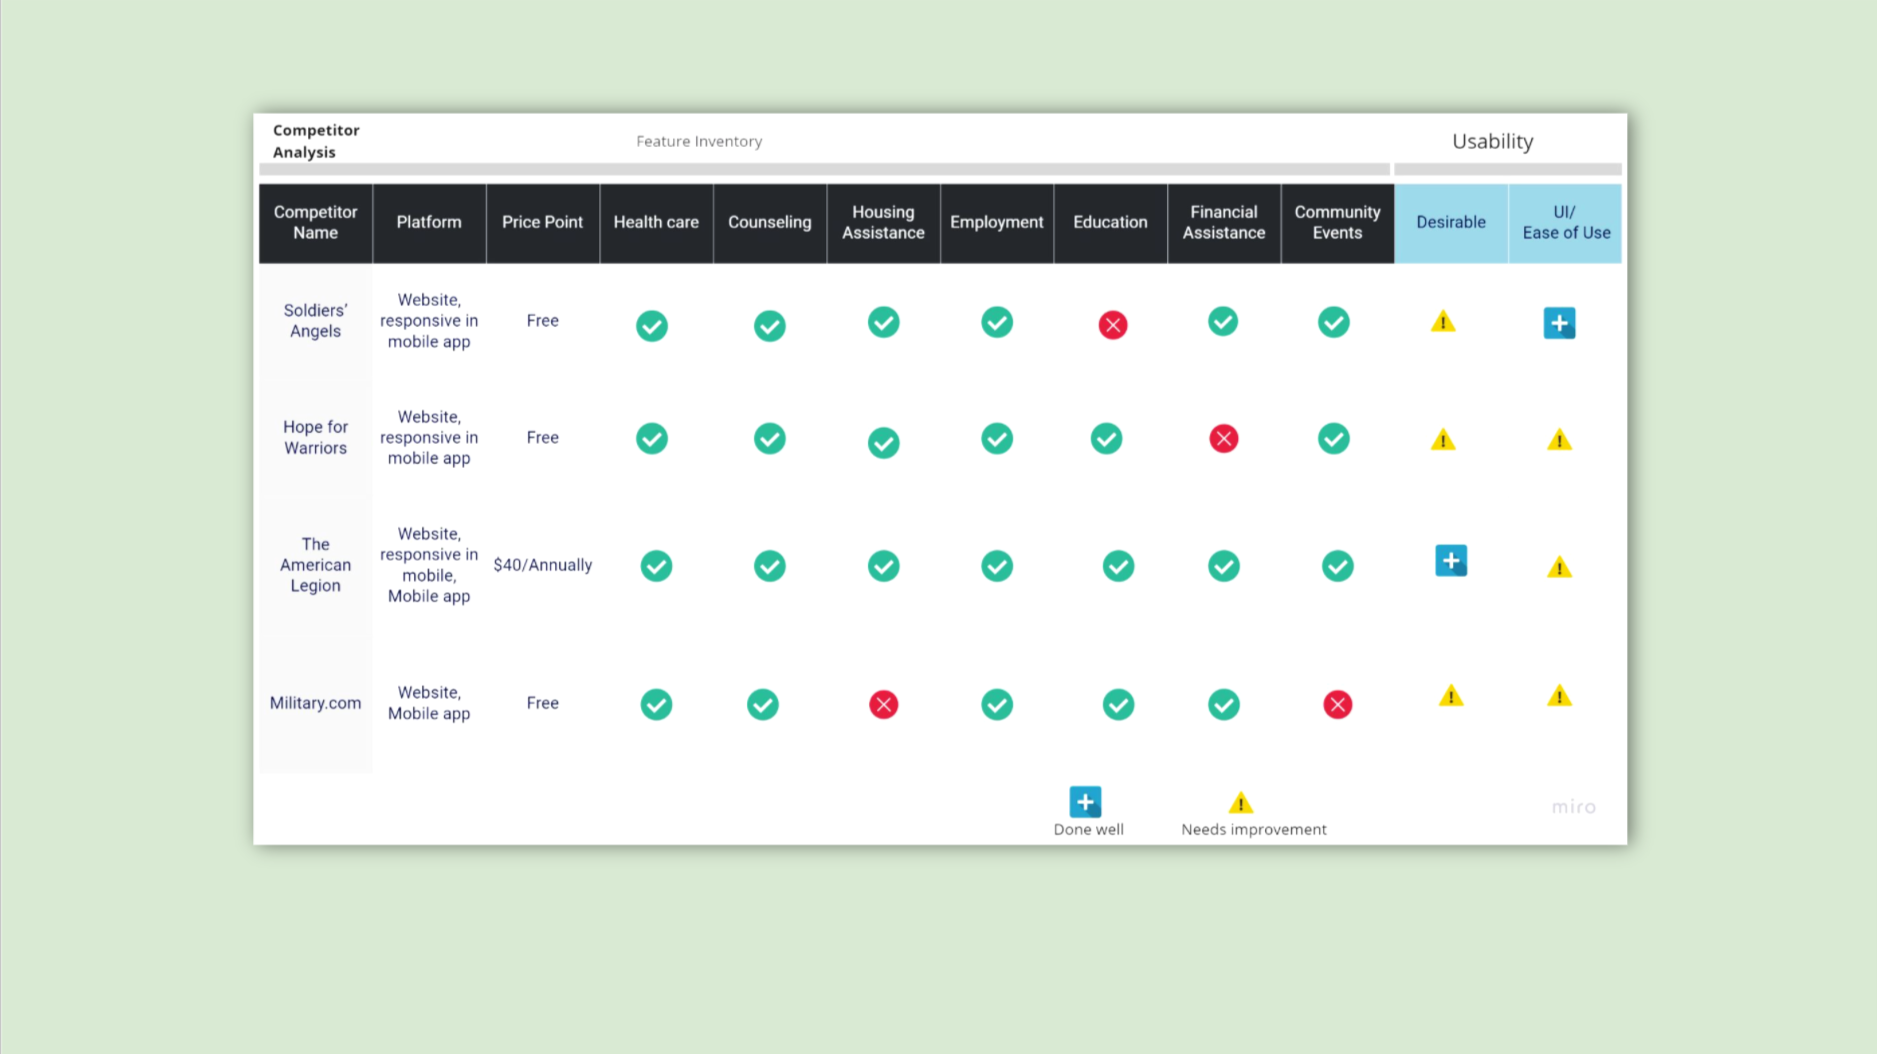 Competitor
Analysis
Feature Inventory
Usability
Competitor
Name
Platform
Price Point
Health care
Counseling
Housing
Assistance
Employment
Education
Financial
Assistance
Community
Events
Desirable
UI/
Ease of Use
Soldiers’
Angels
Website,
responsive in
mobile app
Free
Hope for
Warriors
Website,
responsive in
mobile app
Free
The
American
Legion
Website,
responsive in
mobile,
Mobile app
$40/Annually
Military.com
Website,
Mobile app
Free
Done well
Needs improvement
miro